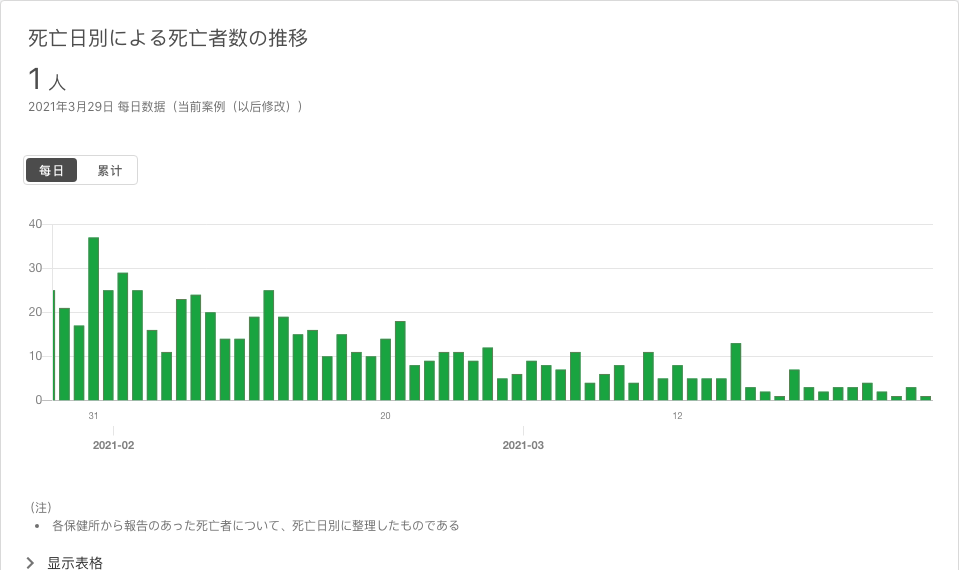 死亡日別による死亡者数の推移
1 人
2021年3月29日 每日数据（当前案例（以后修改））
每日 累计
40
30
20
10
0
31 20 12
2021-02 2021-03
（注）
• 各保健所から報告のあった死亡者について、死亡日別に整理したものである
显示表格